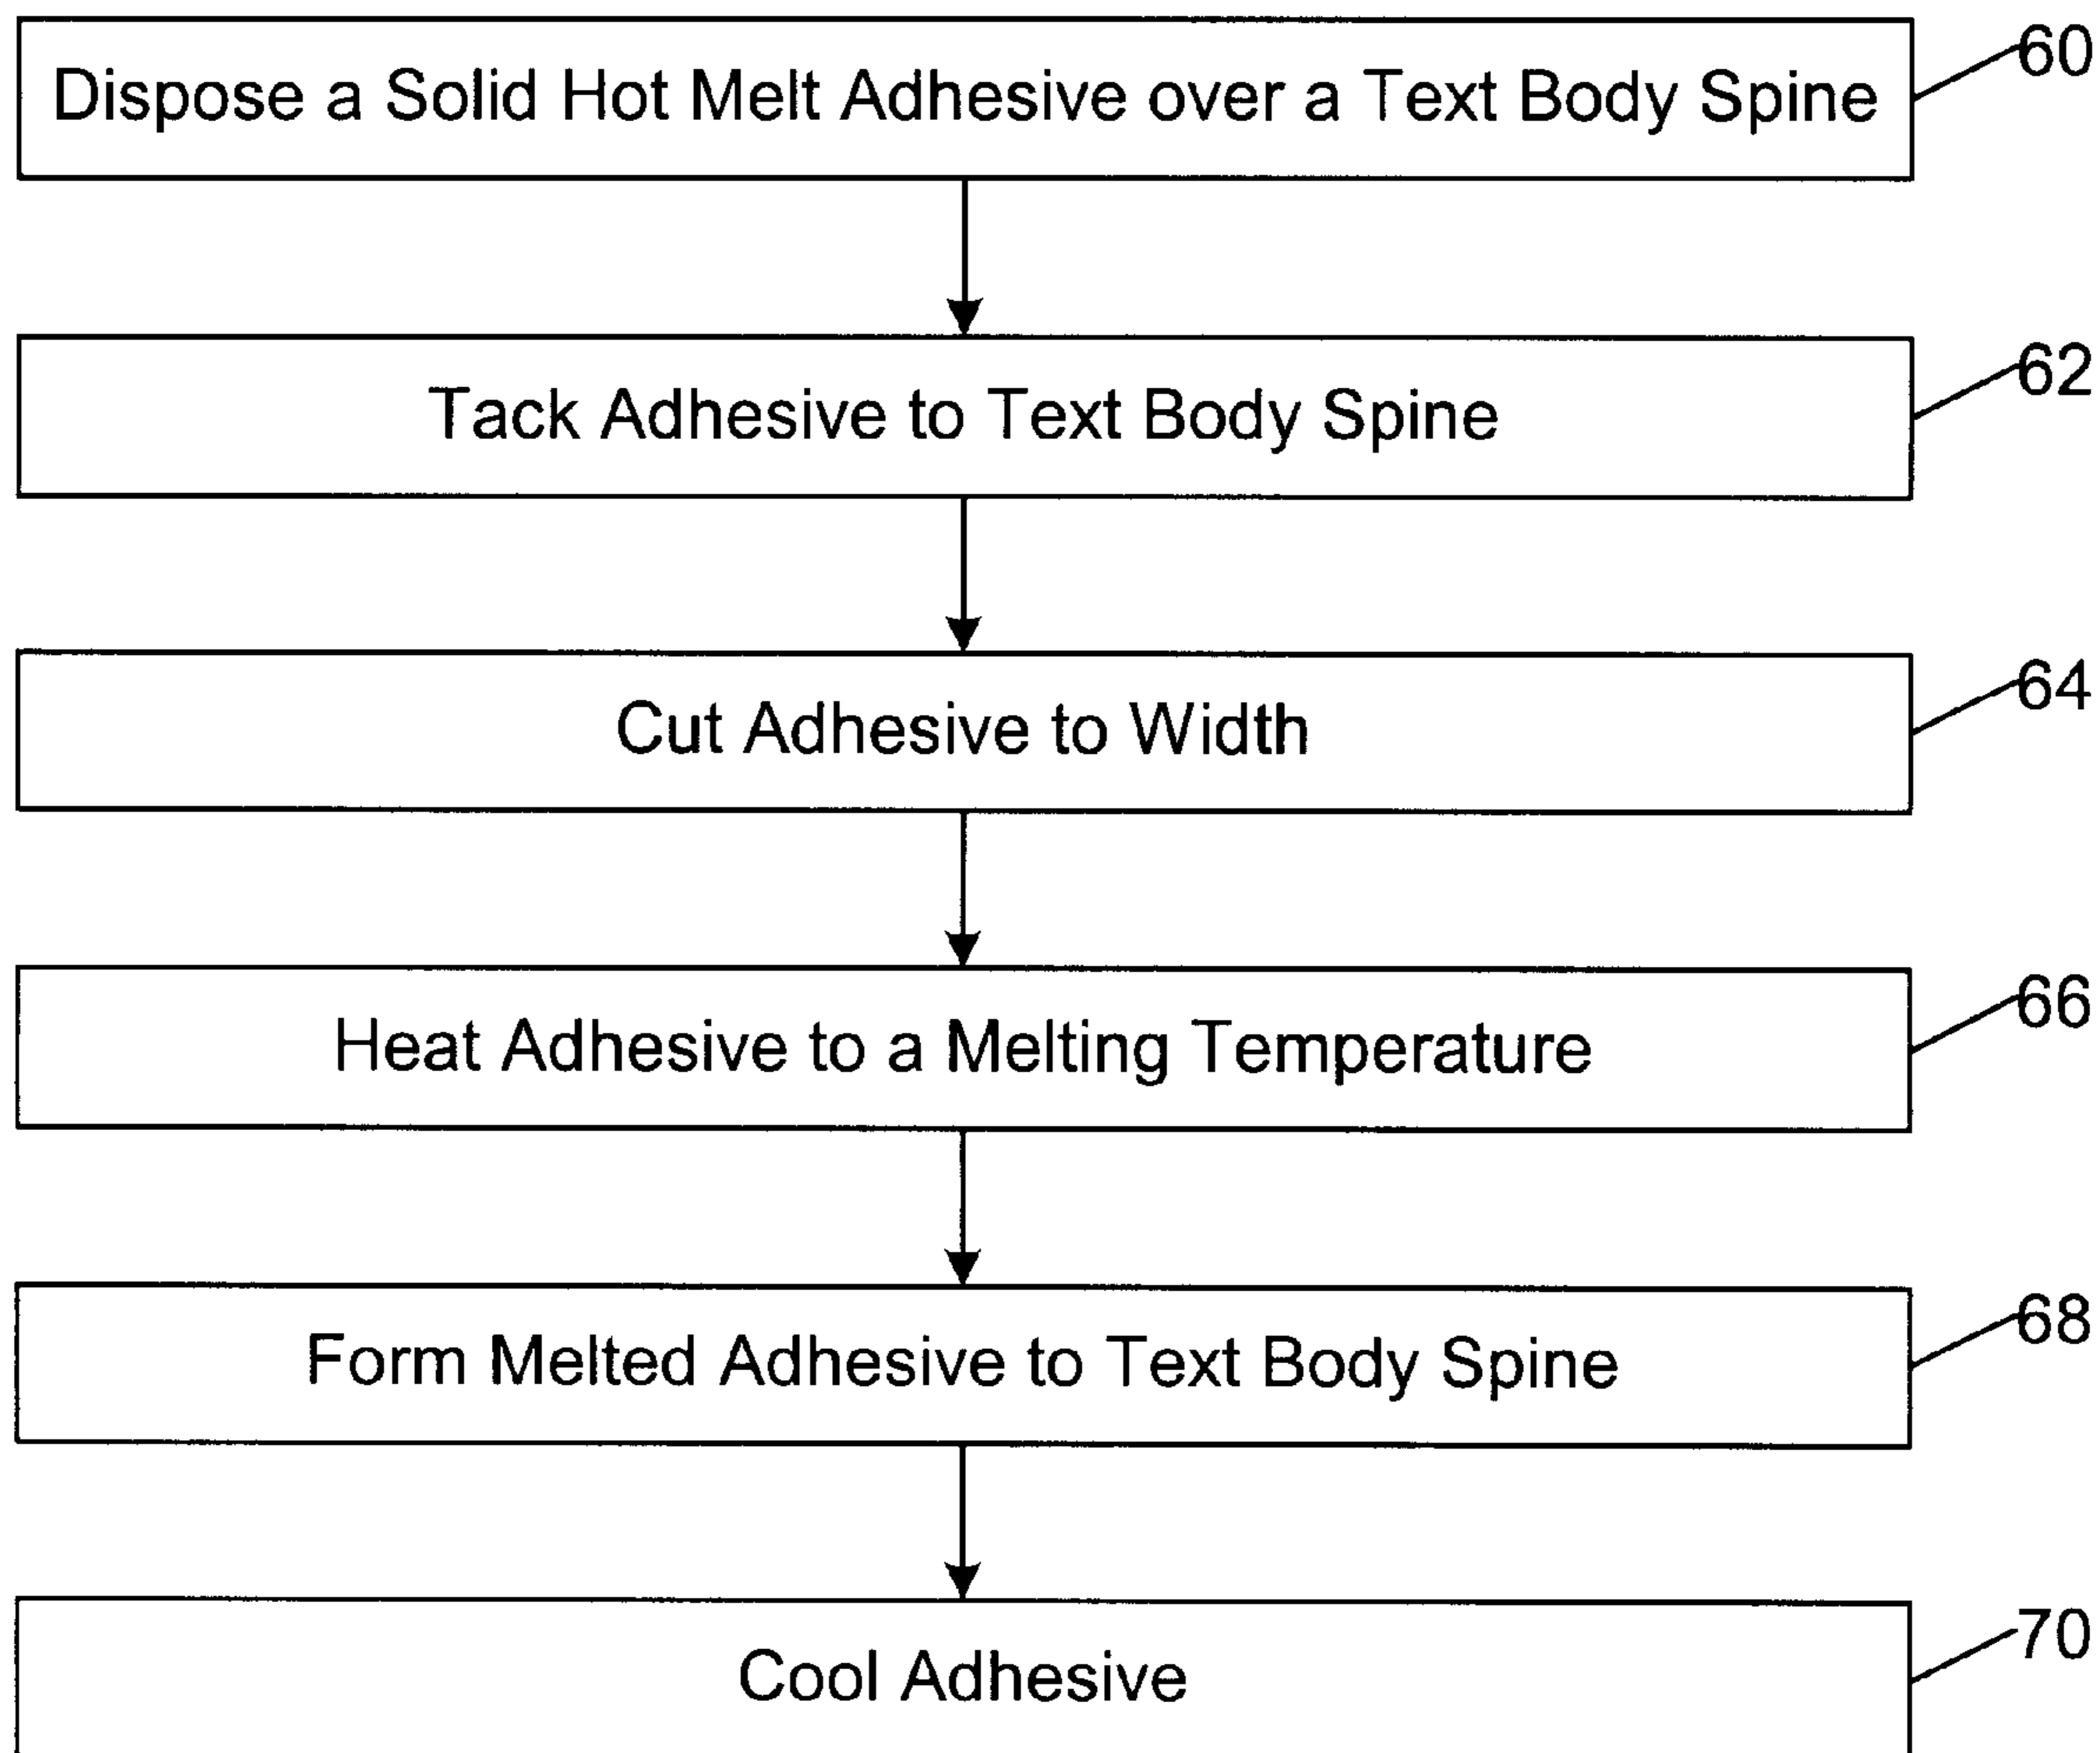 Dispose a Solid Hot Melt Adhesive over a Text Body Spine
60
Tack Adhesive to Text Body Spine
62
Cut Adhesive to Width
64
Heat Adhesive to a Melting Temperature
66
Form Melted Adhesive to Text Body Spine
68
Cool Adhesive
70